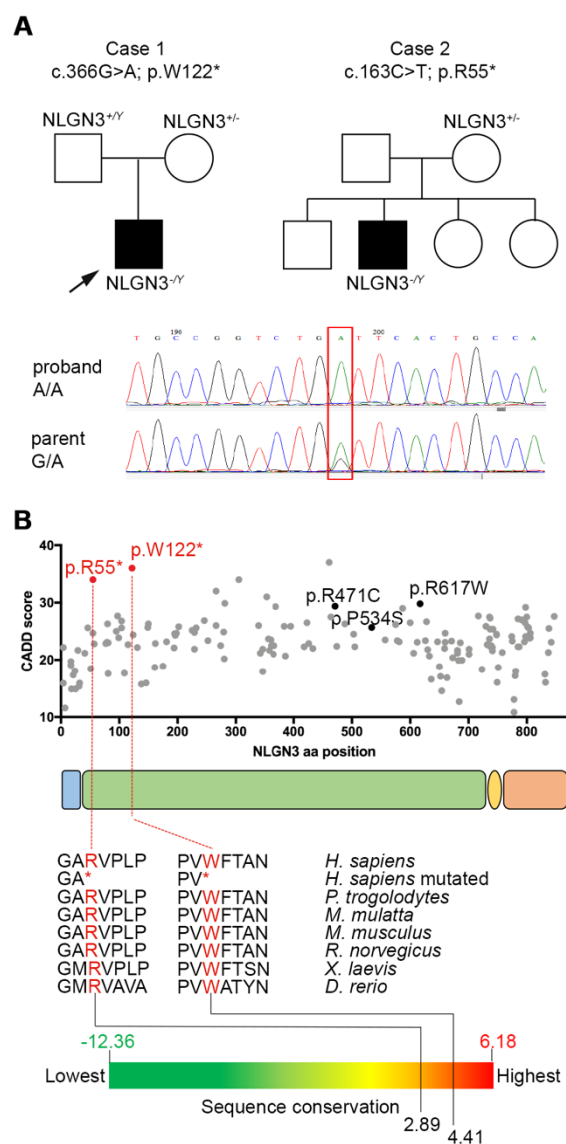 A
Case 1
c.366G>A; p.W122*
Case 2
c.163C>T; p.R55*
NLGN3+/Y
NLGN3+/-
NLGN3+/-
NLGN3-/Y
NLGN3-/Y
T G C C G G T C T G A T T C A C T G C C A
190
200
proband
A/A
parent
G/A
B
p.R55*
p.W122*
p.R471C
p.P534S
p.R617W
CADD score
40
30
20
10
0 100 200 300 400 500 600 700 800
NLGN3 aa position
GARVPLP PVWFTAN H. sapiens
GA* PV* H. sapiens mutated
GARVPLP PVWFTAN P. trogolodytes
GARVPLP PVWFTAN M. mulatta
GARVPLP PVWFTAN M. musculus
GARVPLP PVWFTAN R. norvegicus
GMRVPLP PVWFTSN X. laevis
GMRVAVA PVWATYN D. rerio
-12.36 6.18
Lowest Highest
Sequence conservation
2.89
4.41